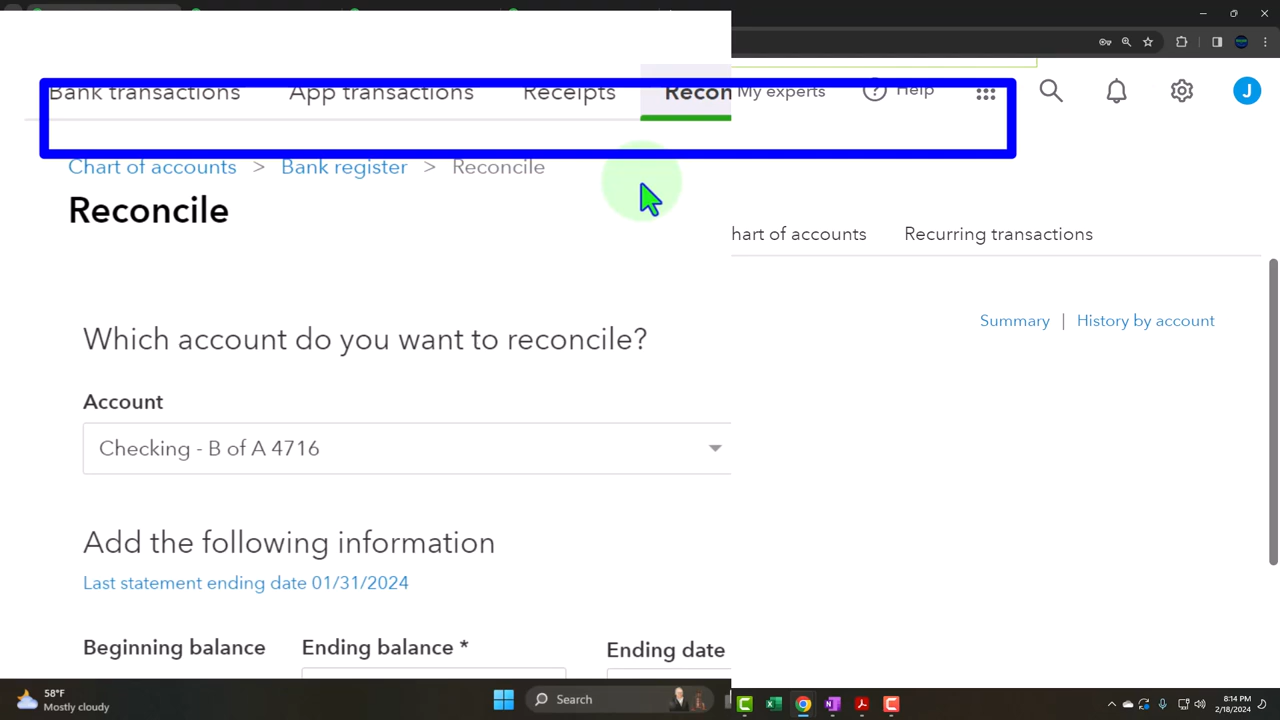 Bank transactions App transactions Receipts Recon My experts ? Help J
Chart of accounts > Bank register > Reconcile
Reconcile
hart of accounts Recurring transactions
Summary | History by account
Which account do you want to reconcile?
Account
Checking - B of A 4716
Add the following information
Last statement ending date 01/31/2024
Beginning balance Ending balance * Ending date
58°F
Mostly cloudy
Search
8:14 PM
2/18/2024